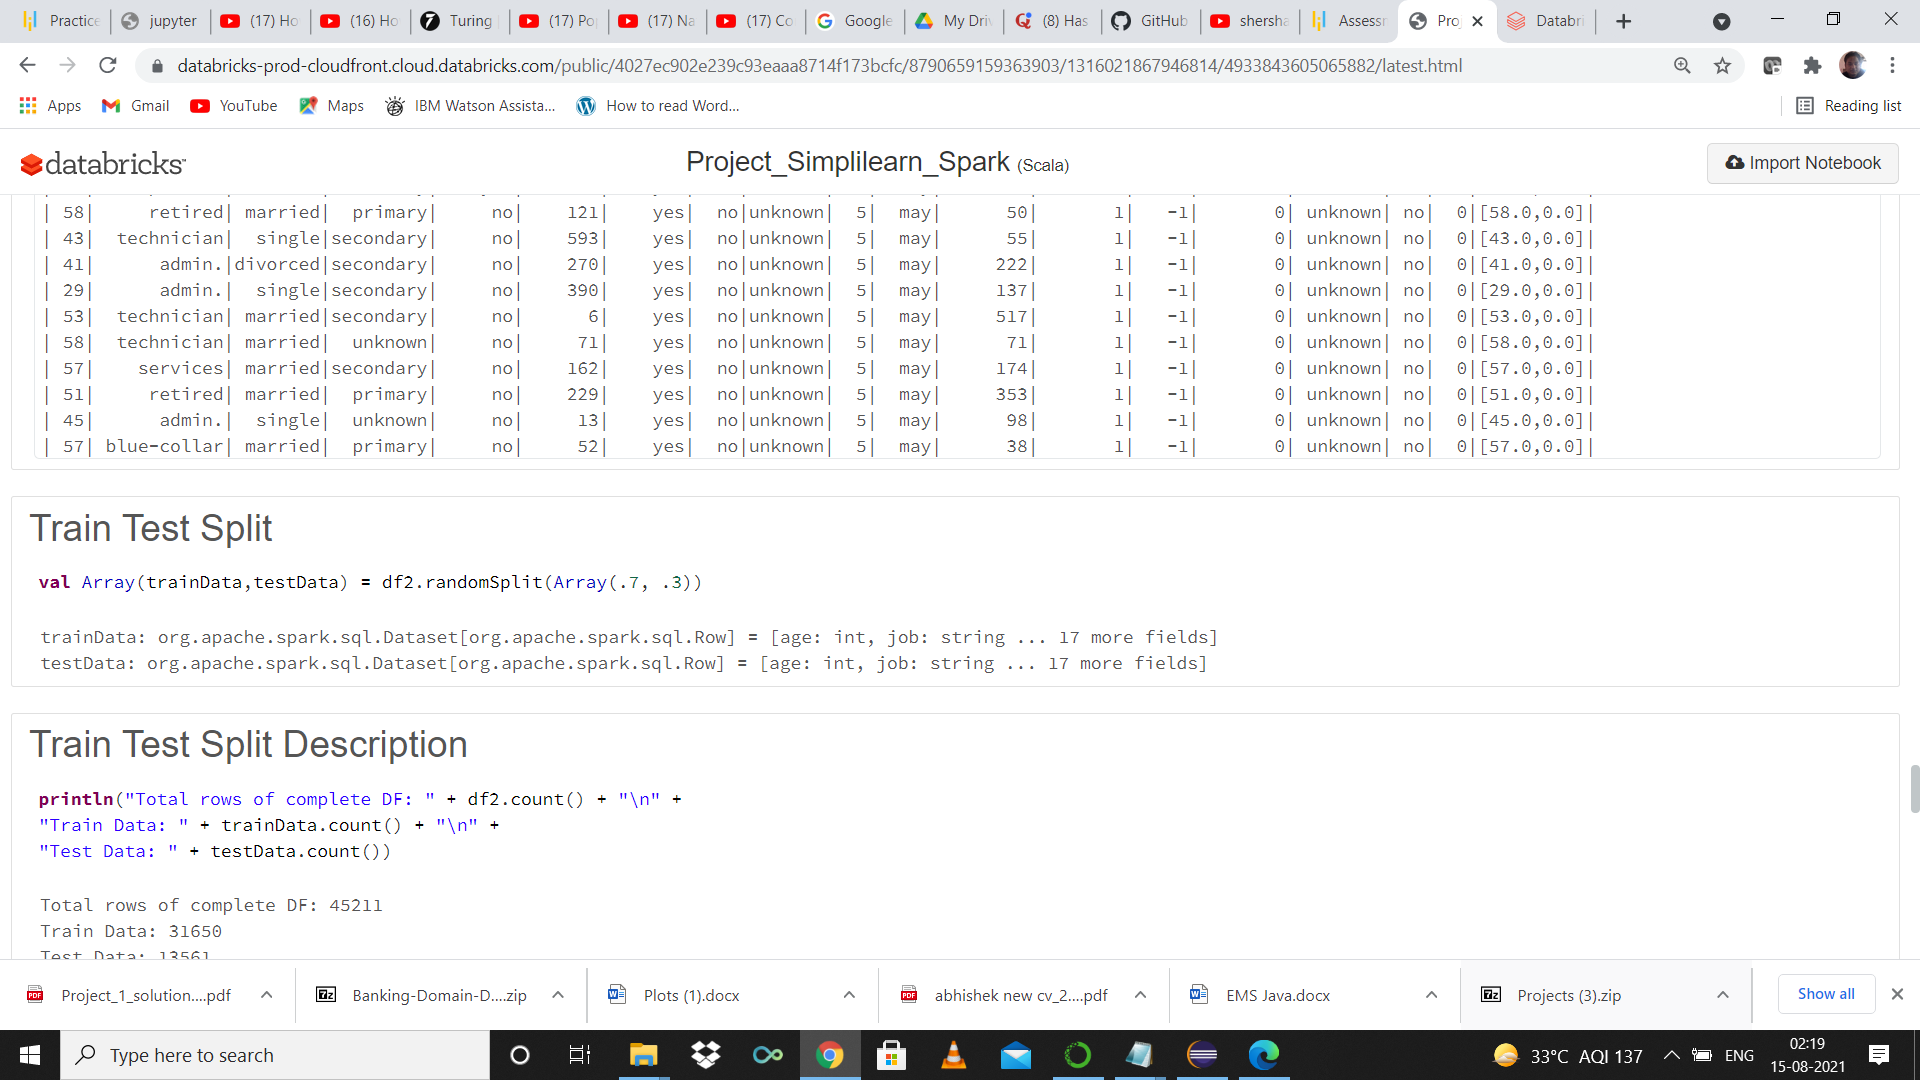 Practice jupyter (17) Ho (16) Ho Turing (17) Po (17) Na (17) Co Google My Driv (8) Has GitHub shersha Assessm Proj Databri
databricks-prod-cloudfront.cloud.databricks.com/public/4027ec902e239c93eaaa8714f173bcfc/8790659159363903/1316021867946814/4933843605065882/latest.html
Apps Gmail YouTube Maps IBM Watson Assista... How to read Word... Reading list
databricks Project_Simplilearn_Spark (Scala) Import Notebook
| 58| retired| married| primary| no| 121| yes| no|unknown| 5| may| 50| 1| -1| 0| unknown| no| 0|[58.0,0.0]|
| 43| technician| single|secondary| no| 593| yes| no|unknown| 5| may| 55| 1| -1| 0| unknown| no| 0|[43.0,0.0]|
| 41| admin.|divorced|secondary| no| 270| yes| no|unknown| 5| may| 222| 1| -1| 0| unknown| no| 0|[41.0,0.0]|
| 29| admin.| single|secondary| no| 390| yes| no|unknown| 5| may| 137| 1| -1| 0| unknown| no| 0|[29.0,0.0]|
| 53| technician| married|secondary| no| 6| yes| no|unknown| 5| may| 517| 1| -1| 0| unknown| no| 0|[53.0,0.0]|
| 58| technician| married| unknown| no| 71| yes| no|unknown| 5| may| 71| 1| -1| 0| unknown| no| 0|[58.0,0.0]|
| 57| services| married|secondary| no| 162| yes| no|unknown| 5| may| 174| 1| -1| 0| unknown| no| 0|[57.0,0.0]|
| 51| retired| married| primary| no| 229| yes| no|unknown| 5| may| 353| 1| -1| 0| unknown| no| 0|[51.0,0.0]|
| 45| admin.| single| unknown| no| 13| yes| no|unknown| 5| may| 98| 1| -1| 0| unknown| no| 0|[45.0,0.0]|
| 57| blue-collar| married| primary| no| 52| yes| no|unknown| 5| may| 38| 1| -1| 0| unknown| no| 0|[57.0,0.0]|
Train Test Split
val Array(trainData,testData) = df2.randomSplit(Array(.7, .3))
trainData: org.apache.spark.sql.Dataset[org.apache.spark.sql.Row] = [age: int, job: string ... 17 more fields]
testData: org.apache.spark.sql.Dataset[org.apache.spark.sql.Row] = [age: int, job: string ... 17 more fields]
Train Test Split Description
println("Total rows of complete DF: " + df2.count() + "\n" +
"Train Data: " + trainData.count() + "\n" +
"Test Data: " + testData.count())
Total rows of complete DF: 45211
Train Data: 31650
Test Data: 13561
Project_1_solution....pdf Banking-Domain-D....zip Plots (1).docx abhishek new cv_2....pdf EMS Java.docx Projects (3).zip Show all
Type here to search 33°C AQI 137 ENG 02:19
15-08-2021